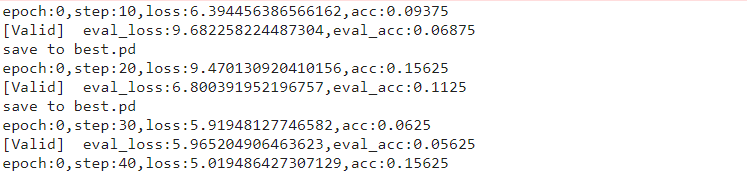 epoch:0,step:10,loss:6.394456386566162,acc:0.09375
[Valid]  eval_loss:9.682258224487304,eval_acc:0.06875
save to best.pd
epoch:0,step:20,loss:9.470130920410156,acc:0.15625
[Valid]  eval_loss:6.800391952196757,eval_acc:0.1125
save to best.pd
epoch:0,step:30,loss:5.91948127746582,acc:0.0625
[Valid]  eval_loss:5.965204906463623,eval_acc:0.05625
epoch:0,step:40,loss:5.019486427307129,acc:0.15625